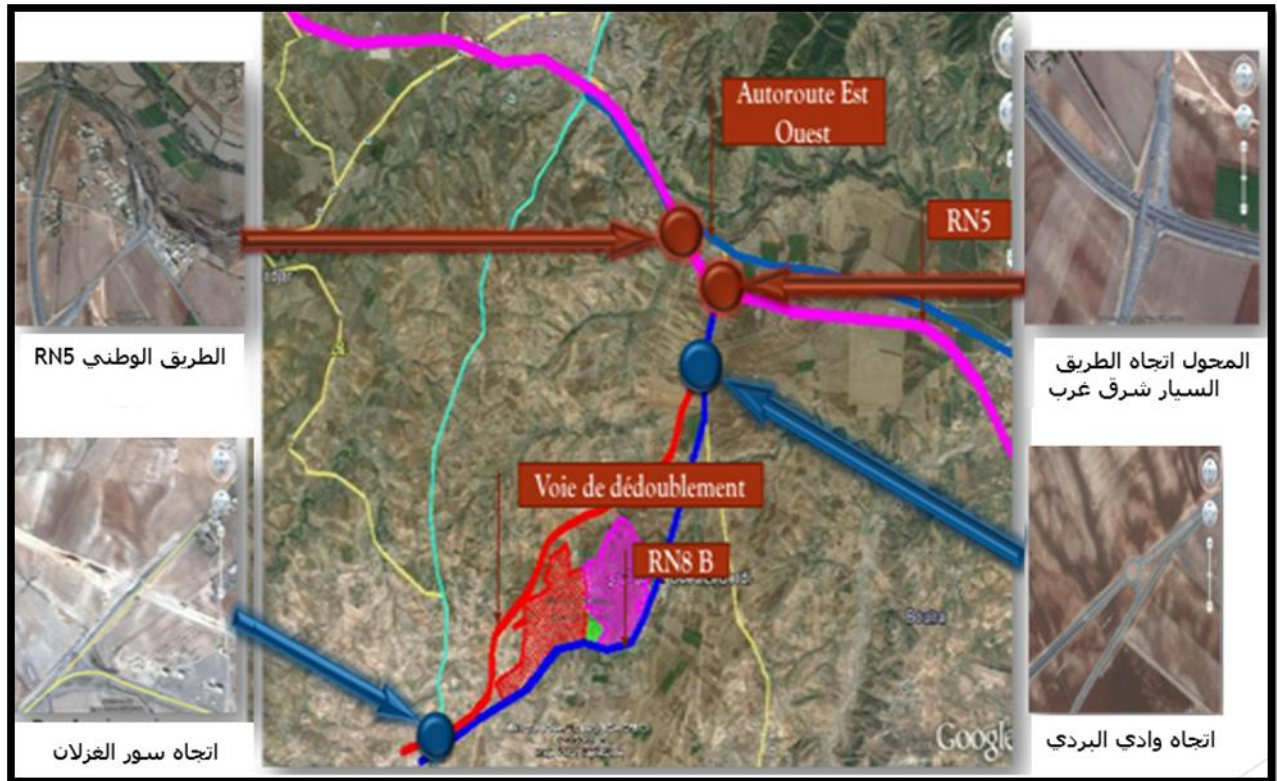 Autoroute Est
Ouest
RN5
الطريق الوطني RN5
المحول اتجاه الطريق
السيار شرق غرب
Voie de dédoublement
RN8 B
اتجاه سور الغزلان
اتجاه وادي البردي
Google